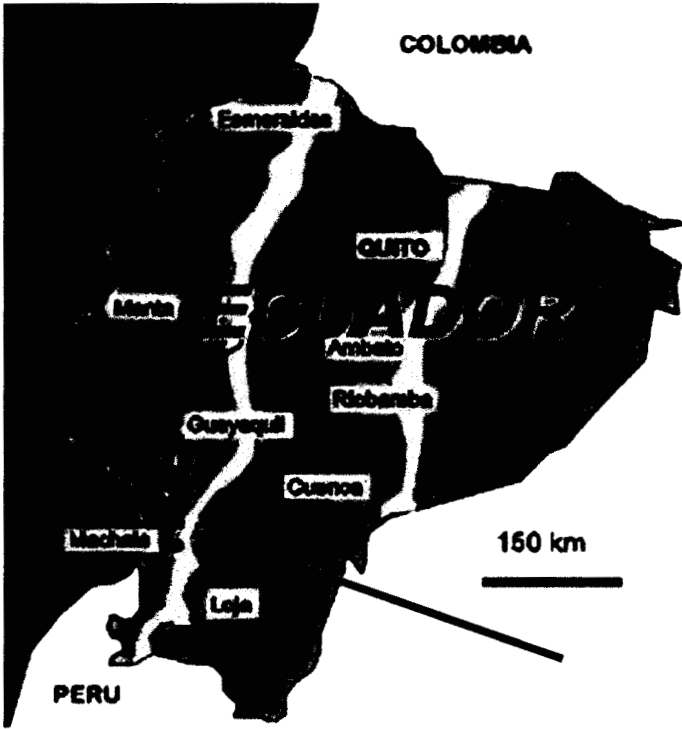 COLOMBIA
Esmeraldas
QUITO
Manta
ECUADOR
Ambato
Riobamba
Guayaquil
Cuenca
Machala
150 km
Loja
PERU